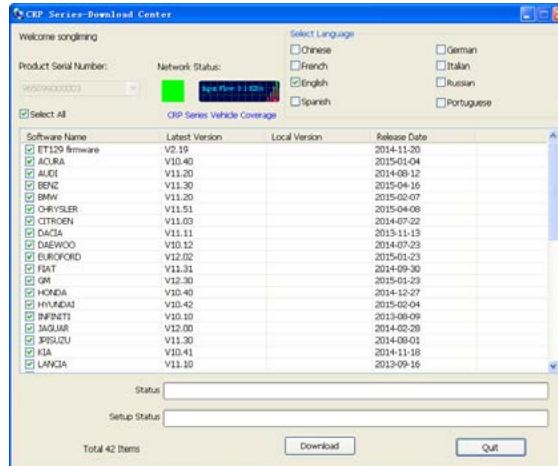 CRP Series-Download Center
Welcome songliming
Select Language
Chinese
German
French
Italian
English
Russian
Spanish
Portuguese
Product Serial Number:
Network Status:
965099000003
Select All
CRP Series Vehicle Coverage
Software Name Latest Version Local Version Release Date
ET129 firmware V2.19 2014-11-20
ACURA V10.40 2015-01-04
AUDI V11.20 2014-08-12
BENZ V11.30 2015-04-16
BMW V11.20 2015-02-07
CHRYSLER V11.51 2015-04-08
CITROEN V11.03 2014-07-22
DACIA V11.11 2013-11-13
DAEWOO V10.12 2014-07-23
EUROFORD V12.02 2015-01-23
FIAT V11.31 2014-09-30
GM V12.30 2015-01-23
HONDA V10.40 2014-12-27
HYUNDAI V10.42 2015-02-04
INFINITI V10.10 2013-08-09
JAGUAR V12.00 2014-02-28
JPISUZU V11.30 2014-08-01
KIA V10.41 2014-11-18
LANCIA V11.10 2013-09-16
Status
Setup Status
Total 42 Items
Download
Quit